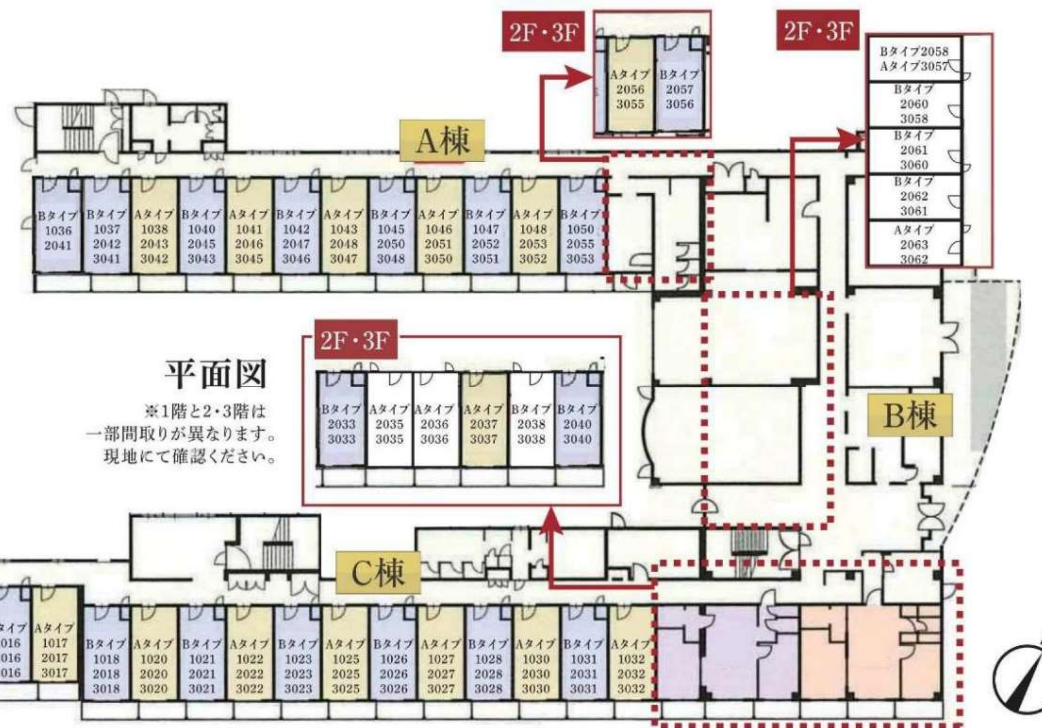 2F・3F
Aタイプ
2056
3055
Bタイプ
2057
3056
2F・3F
Bタイプ2058
Aタイプ3057
Bタイプ
2060
3058
Bタイプ
2061
3060
Bタイプ
2062
3061
Aタイプ
2063
3062
A棟
Bタイプ
1036
2041
Bタイプ
1037
2042
3041
Aタイプ
1038
2043
3042
Bタイプ
1040
2045
3043
Aタイプ
1041
2046
3045
Bタイプ
1042
2047
3046
Aタイプ
1043
2048
3047
Bタイプ
1045
2050
3048
Aタイプ
1046
2051
3050
Bタイプ
1047
2052
3051
Aタイプ
1048
2053
3052
Bタイプ
1050
2055
3053
平面図
※1階と2・3階は
一部間取りが異なります。
現地にて確認ください。
2F・3F
Bタイプ
2033
3033
Aタイプ
2035
3035
Aタイプ
2036
3036
Aタイプ
2037
3037
Bタイプ
2038
3038
Bタイプ
2040
3040
B棟
C棟
タイプ
016
016
016
Aタイプ
1017
2017
3017
Bタイプ
1018
2018
3018
Aタイプ
1020
2020
3020
Bタイプ
1021
2021
3021
Aタイプ
1022
2022
3022
Bタイプ
1023
2023
3023
Aタイプ
1025
2025
3025
Bタイプ
1026
2026
3026
Aタイプ
1027
2027
3027
Bタイプ
1028
2028
3028
Aタイプ
1030
2030
3030
Bタイプ
1031
2031
3031
Aタイプ
1032
2032
3032